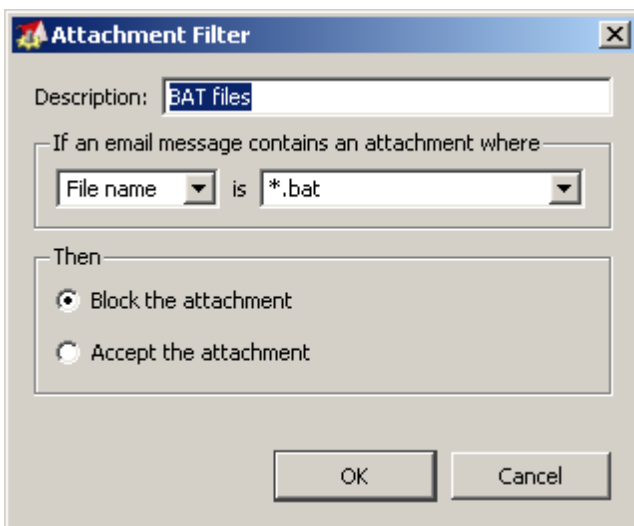 Attachment Filter
Description: BAT files
If an email message contains an attachment where
File name is *.bat
Then
Block the attachment
Accept the attachment
OK Cancel